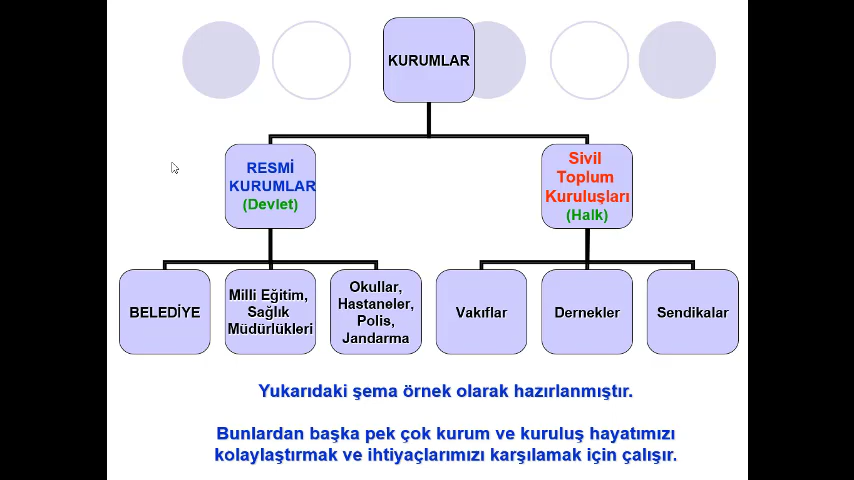 KURUMLAR
RESMİ
KURUMLAR
(Devlet)
Sivil
Toplum
Kuruluşları
(Halk)
BELEDİYE
Milli Eğitim,
Sağlık
Müdürlükleri
Okullar,
Hastaneler,
Polis,
Jandarma
Vakıflar
Dernekler
Sendikalar
Yukarıdaki şema örnek olarak hazırlanmıştır.
Bunlardan başka pek çok kurum ve kuruluş hayatımızı
kolaylaştırmak ve ihtiyaçlarımızı karşılamak için çalışır.